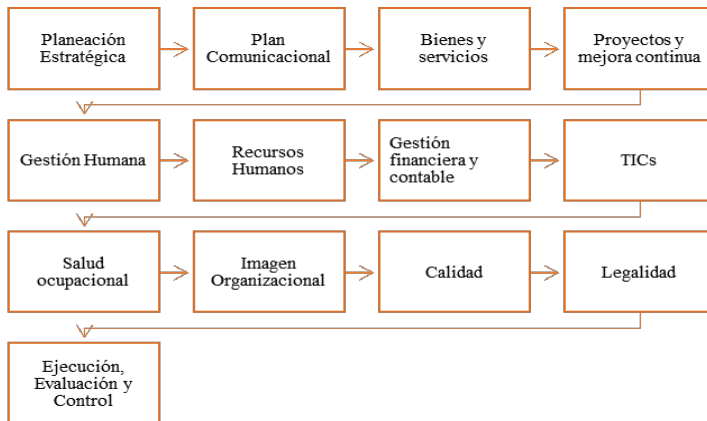 Planeación
Estratégica
Plan
Comunicacional
Bienes y
servicios
Proyectos y
mejora continua
Gestión Humana
Recursos
Humanos
Gestión
financiera y
contable
TICs
Salud
ocupacional
Imagen
Organizacional
Calidad
Legalidad
Ejecución,
Evaluación y
Control